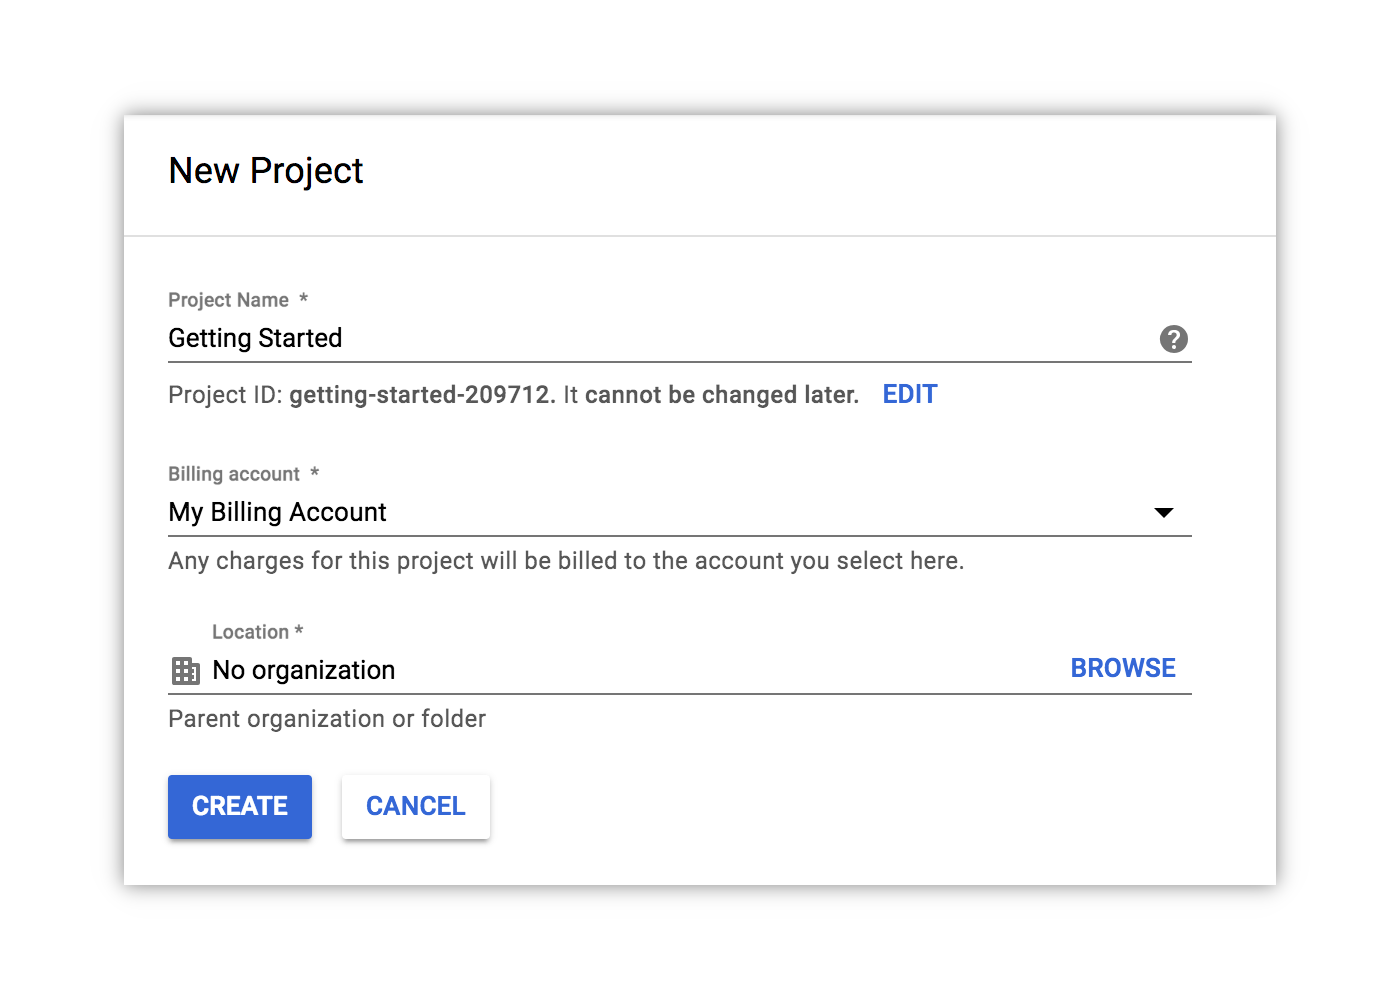 New Project
Project Name *
Getting Started
?
Project ID: getting-started-209712. It cannot be changed later. EDIT
Billing account *
My Billing Account
Any charges for this project will be billed to the account you select here.
Location *
No organization BROWSE
Parent organization or folder
CREATE CANCEL